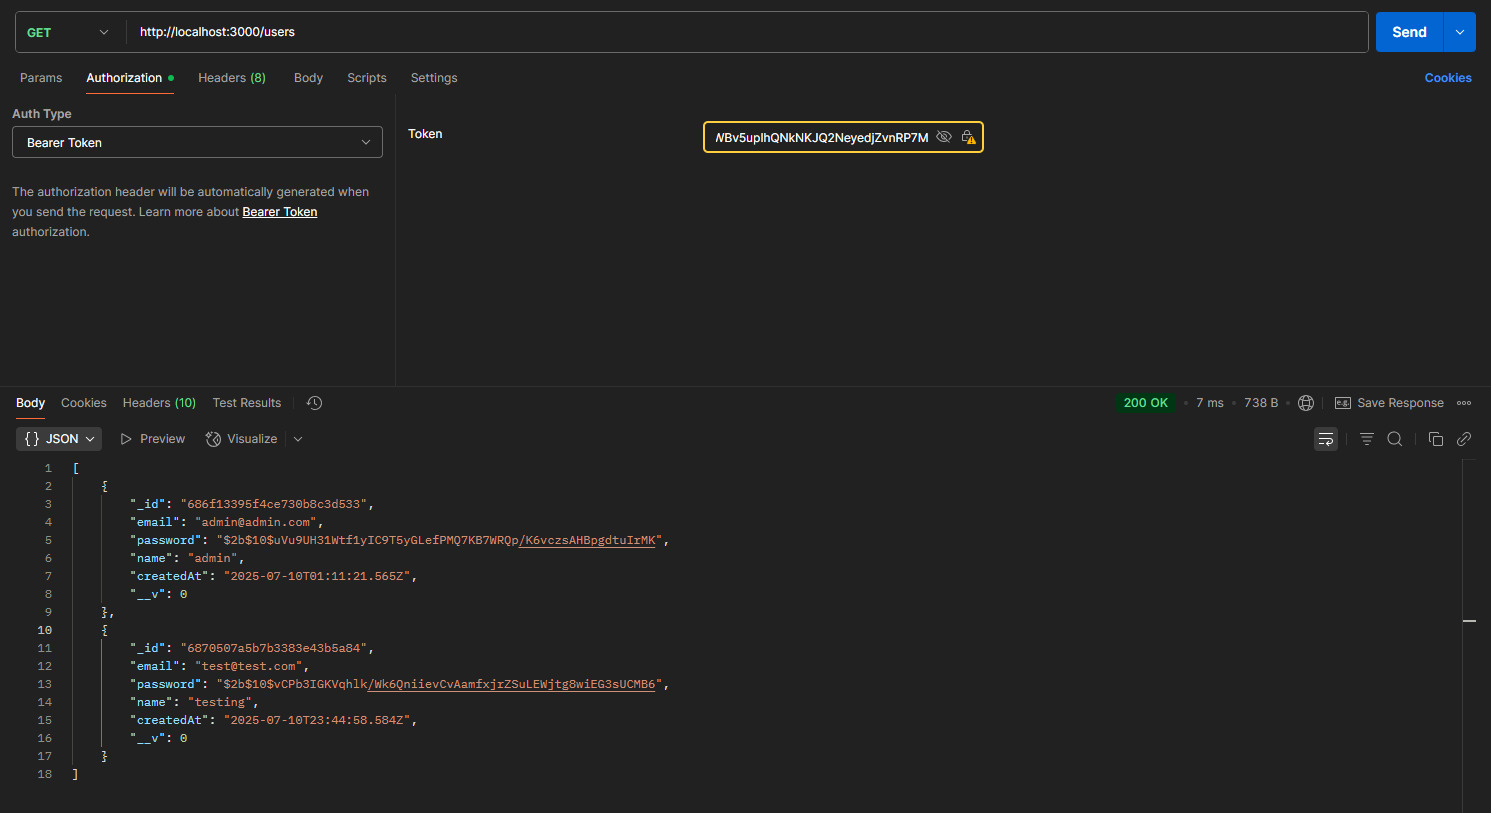 GET http://localhost:3000/users Send
Params Authorization Headers (8) Body Scripts Settings Cookies
Auth Type
Bearer Token
The authorization header will be automatically generated when
you send the request. Learn more about Bearer Token
authorization.
Token
Body Cookies Headers (10) Test Results 200 OK 7 ms 738 B e.g. Save Response
{} JSON Preview Visualize
1 [
2 {
3 "_id": "686f13395f4ce730b8c3d533",
4 "email": "admin@admin.com",
5 "password": "$2b$10$uVu9UH31Wtf1yIC9T5yGLefPMQ7KB7WRQp/K6vczsAHBpgdtuIrMK",
6 "name": "admin",
7 "createdAt": "2025-07-10T01:11:21.565Z",
8 "__v": 0
9 },
10 {
11 "_id": "6870507a5b7b3383e43b5a84",
12 "email": "test@test.com",
13 "password": "$2b$10$vCPb3IGKVqhlk/Wk6QniievCvAamfxjrZSuLEWjtg8wiEG3sUCMB6",
14 "name": "testing",
15 "createdAt": "2025-07-10T23:44:58.584Z",
16 "__v": 0
17 }
18 ]